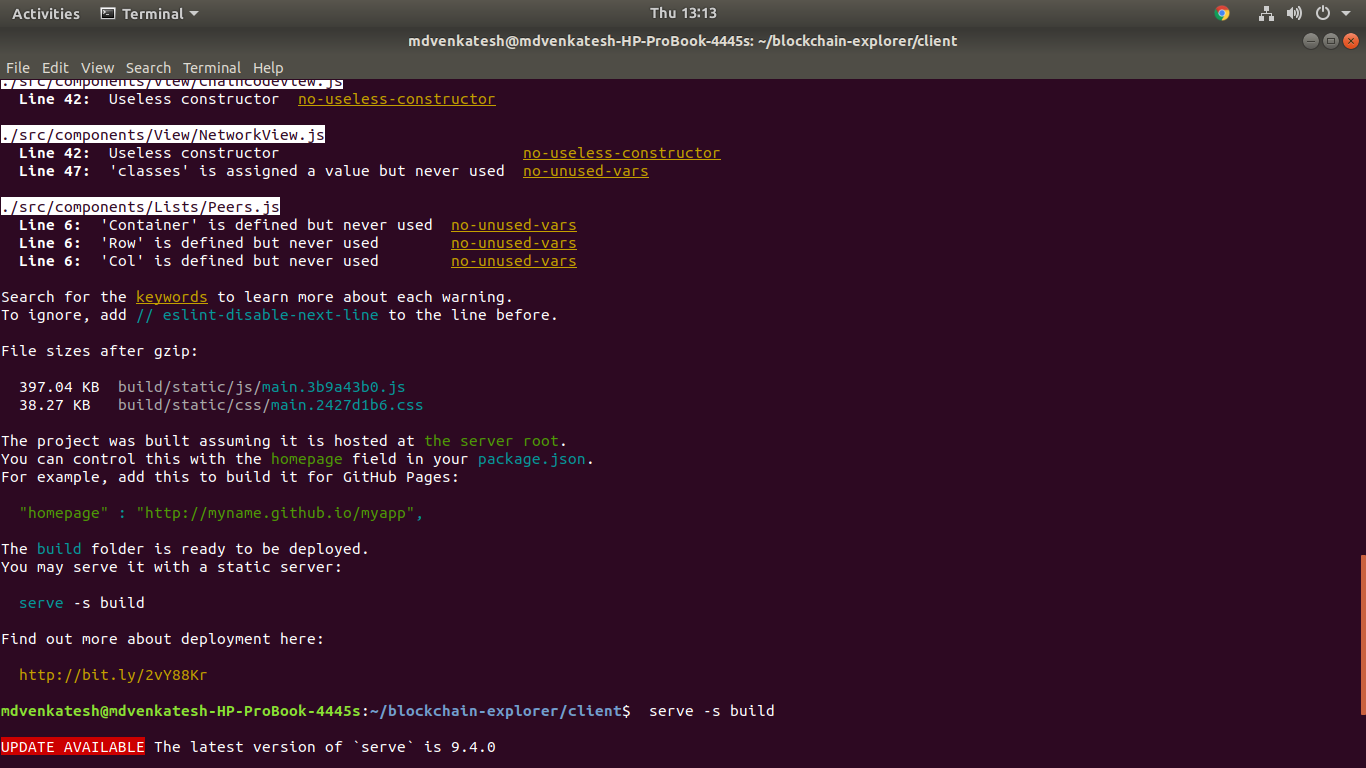 Activities Terminal Thu 13:13
mdvenkatesh@mdvenkatesh-HP-ProBook-4445s: ~/blockchain-explorer/client
File Edit View Search Terminal Help
./src/components/View/ChaincodeView.js
Line 42: Useless constructor no-useless-constructor
./src/components/View/NetworkView.js
Line 42: Useless constructor no-useless-constructor
Line 47: 'classes' is assigned a value but never used no-unused-vars
./src/components/Lists/Peers.js
Line 6: 'Container' is defined but never used no-unused-vars
Line 6: 'Row' is defined but never used no-unused-vars
Line 6: 'Col' is defined but never used no-unused-vars
Search for the keywords to learn more about each warning.
To ignore, add // eslint-disable-next-line to the line before.
File sizes after gzip:
397.04 KB build/static/js/main.3b9a43b0.js
38.27 KB build/static/css/main.2427d1b6.css
The project was built assuming it is hosted at the server root.
You can control this with the homepage field in your package.json.
For example, add this to build it for GitHub Pages:
"homepage" : "http://myname.github.io/myapp",
The build folder is ready to be deployed.
You may serve it with a static server:
serve -s build
Find out more about deployment here:
http://bit.ly/2vY88Kr
mdvenkatesh@mdvenkatesh-HP-ProBook-4445s:~/blockchain-explorer/client$ serve -s build
UPDATE AVAILABLE The latest version of `serve` is 9.4.0